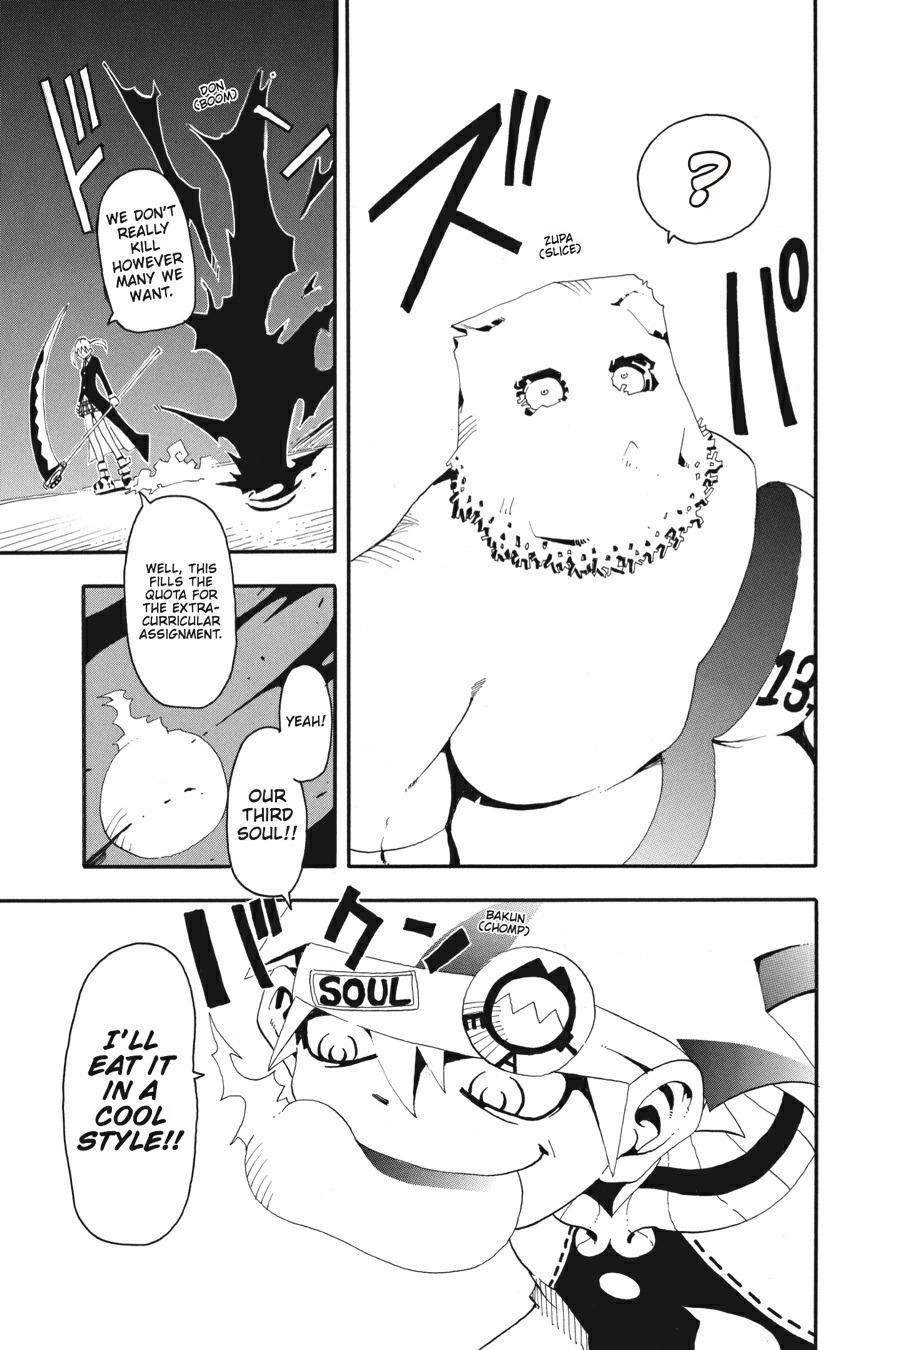 ?
ズ
パ
ZUPA
(SLICE)
13
ド
ン
DON
(BOOM)
WE DON'T
REALLY
KILL
HOWEVER
MANY WE
WANT.
WELL, THIS
FILLS THE
QUOTA FOR
THE EXTRA-
CURRICULAR
ASSIGNMENT.
YEAH!
OUR
THIRD
SOUL!!
バクン
BAKUN
(CHOMP)
SOUL
I'LL
EAT IT
IN A
COOL
STYLE!!